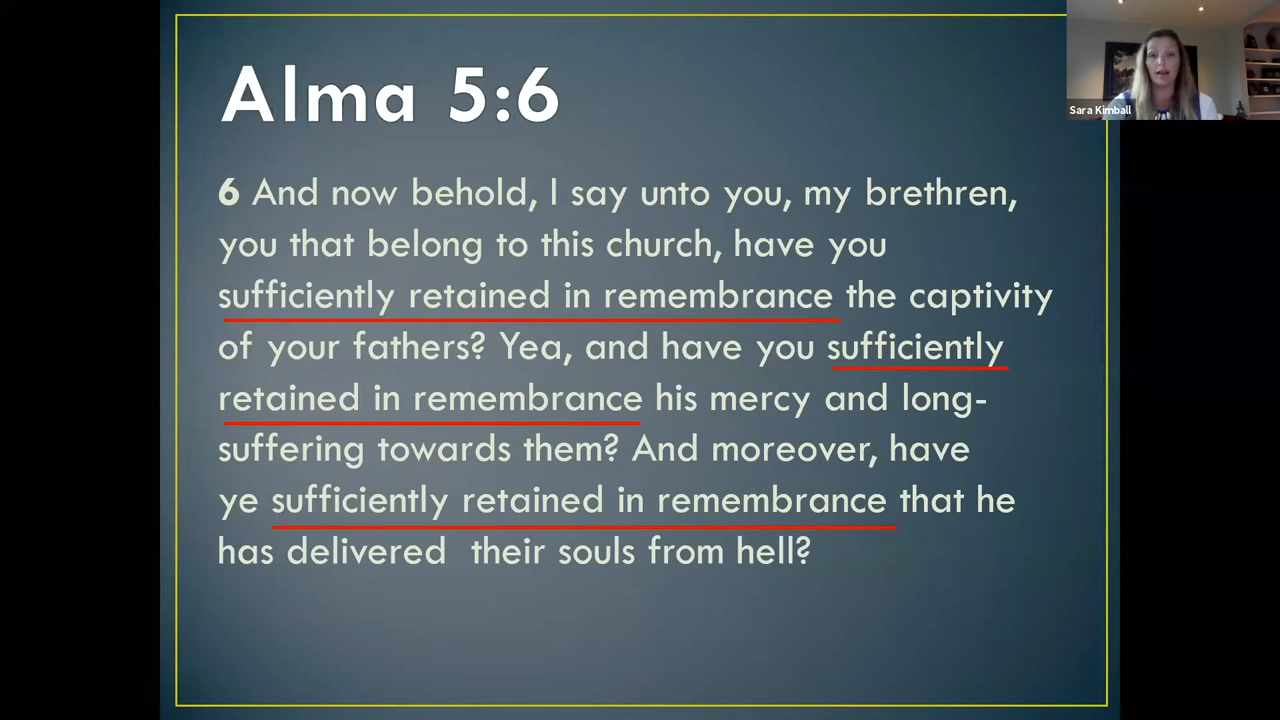 Alma 5:6
Sara Kimball
6 And now behold, I say unto you, my brethren,
you that belong to this church, have you
sufficiently retained in remembrance the captivity
of your fathers? Yea, and have you sufficiently
retained in remembrance his mercy and long-
suffering towards them? And moreover, have
ye sufficiently retained in remembrance that he
has delivered  their souls from hell?